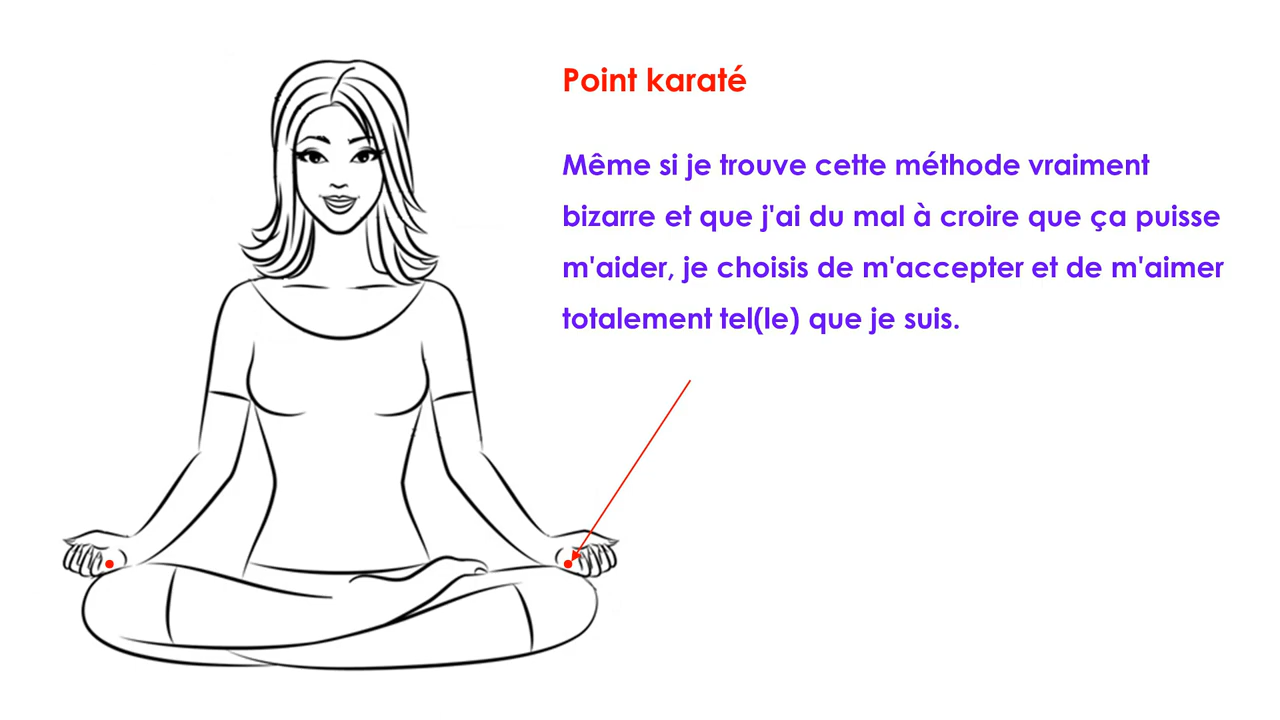 Point karaté
Même si je trouve cette méthode vraiment
bizarre et que j'ai du mal à croire que ça puisse
m'aider, je choisis de m'accepter et de m'aimer
totalement tel(le) que je suis.